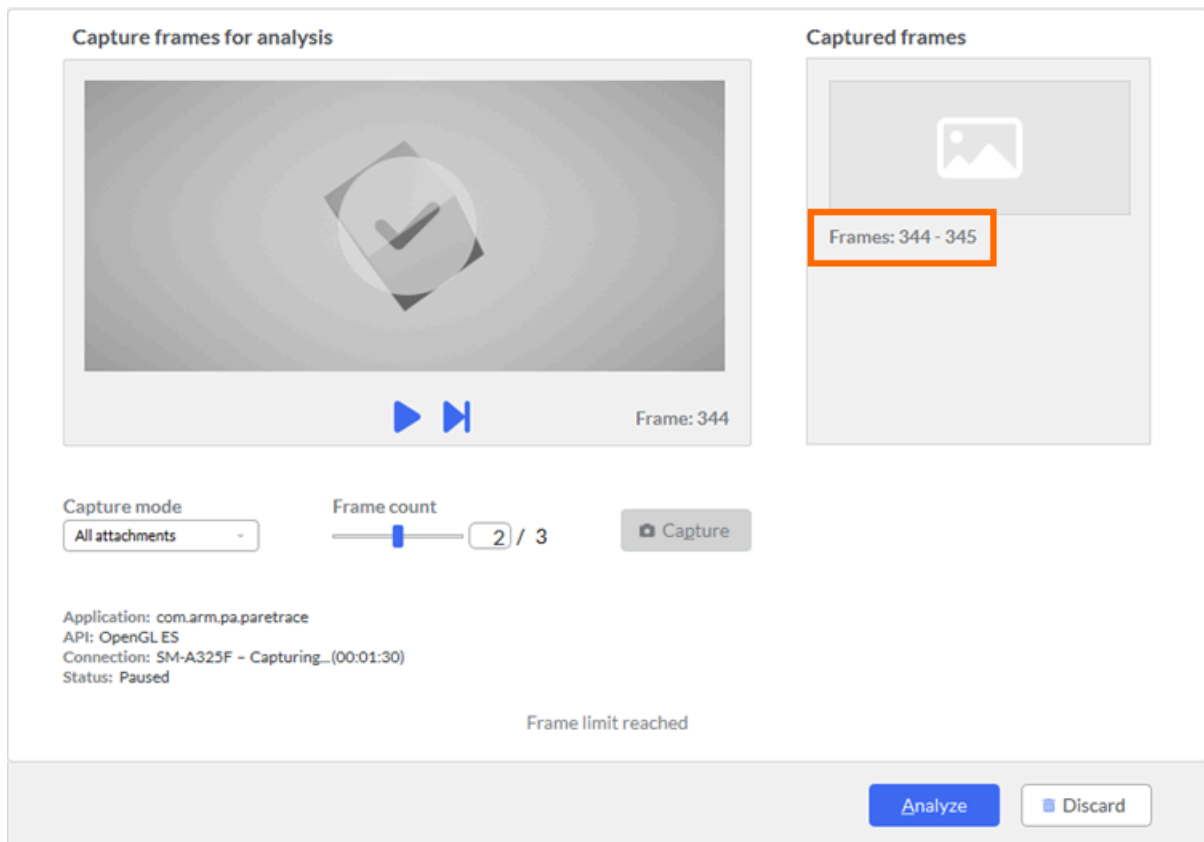 Capture frames for analysis
Captured frames
Frames: 344 - 345
Frame: 344
Capture mode
Frame count
All attachments
2 / 3
Capture
Application: com.arm.pa.paretrace
API: OpenGL ES
Connection: SM-A325F – Capturing...(00:01:30)
Status: Paused
Frame limit reached
Analyze
Discard